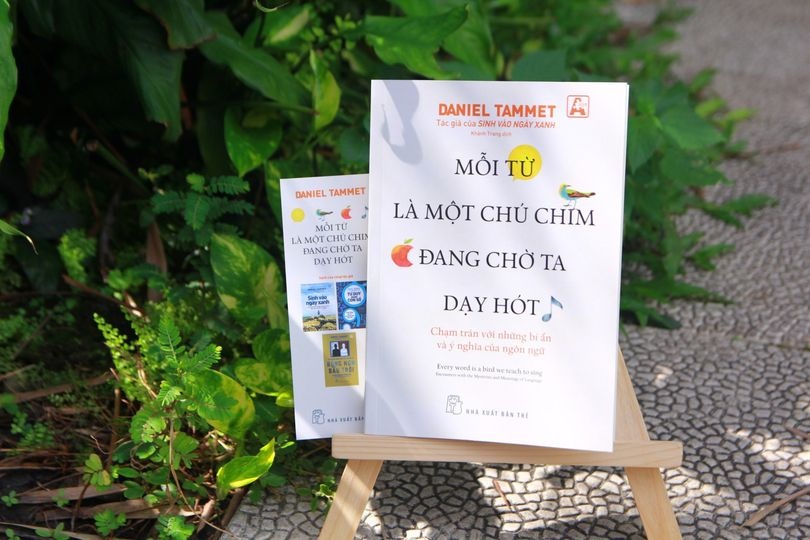 DANIEL TAMMET
Tác giả của SINH VÀO NGÀY XANH
Khánh Trang dịch
MỖI TỪ
LÀ MỘT CHÚ CHIM
ĐANG CHỜ TA
DẠY HÓT
Chạm trán với những bí ẩn
và ý nghĩa của ngôn ngữ
Every word is a bird we teach to sing
Encounters with the Mysteries and Meanings of Language
NHÀ XUẤT BẢN TRẺ
DANIEL TAMMET
MỖI TỪ
LÀ MỘT CHÚ CHIM
ĐANG CHỜ TA
DẠY HÓT
Sinh vào
ngày xanh
NHÀ XUẤT BẢN